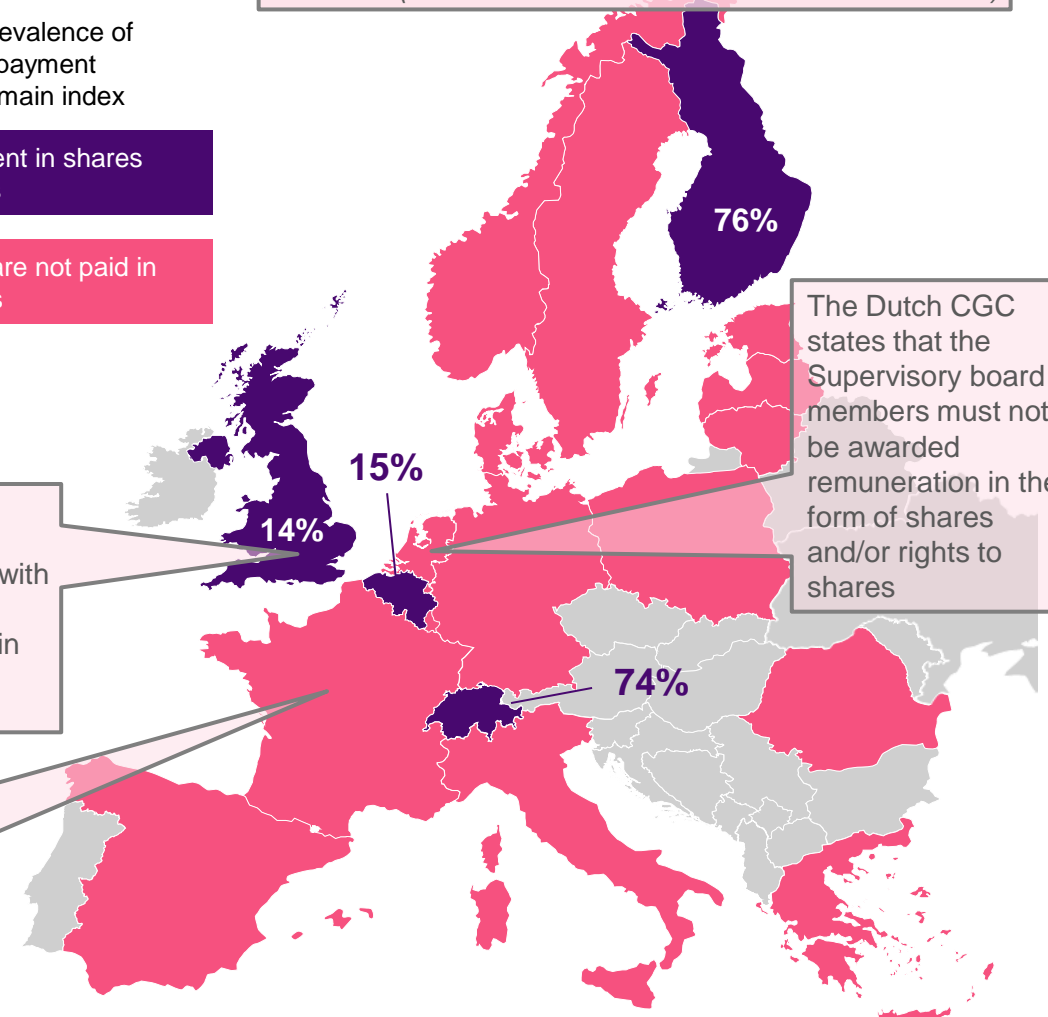 evalence of
payment
main index
ent in shares
are not paid in
76%
The Dutch CGC
states that the
Supervisory board
members must not
be awarded
remuneration in the
form of shares
and/or rights to
shares
15%
14%
with
in
74%